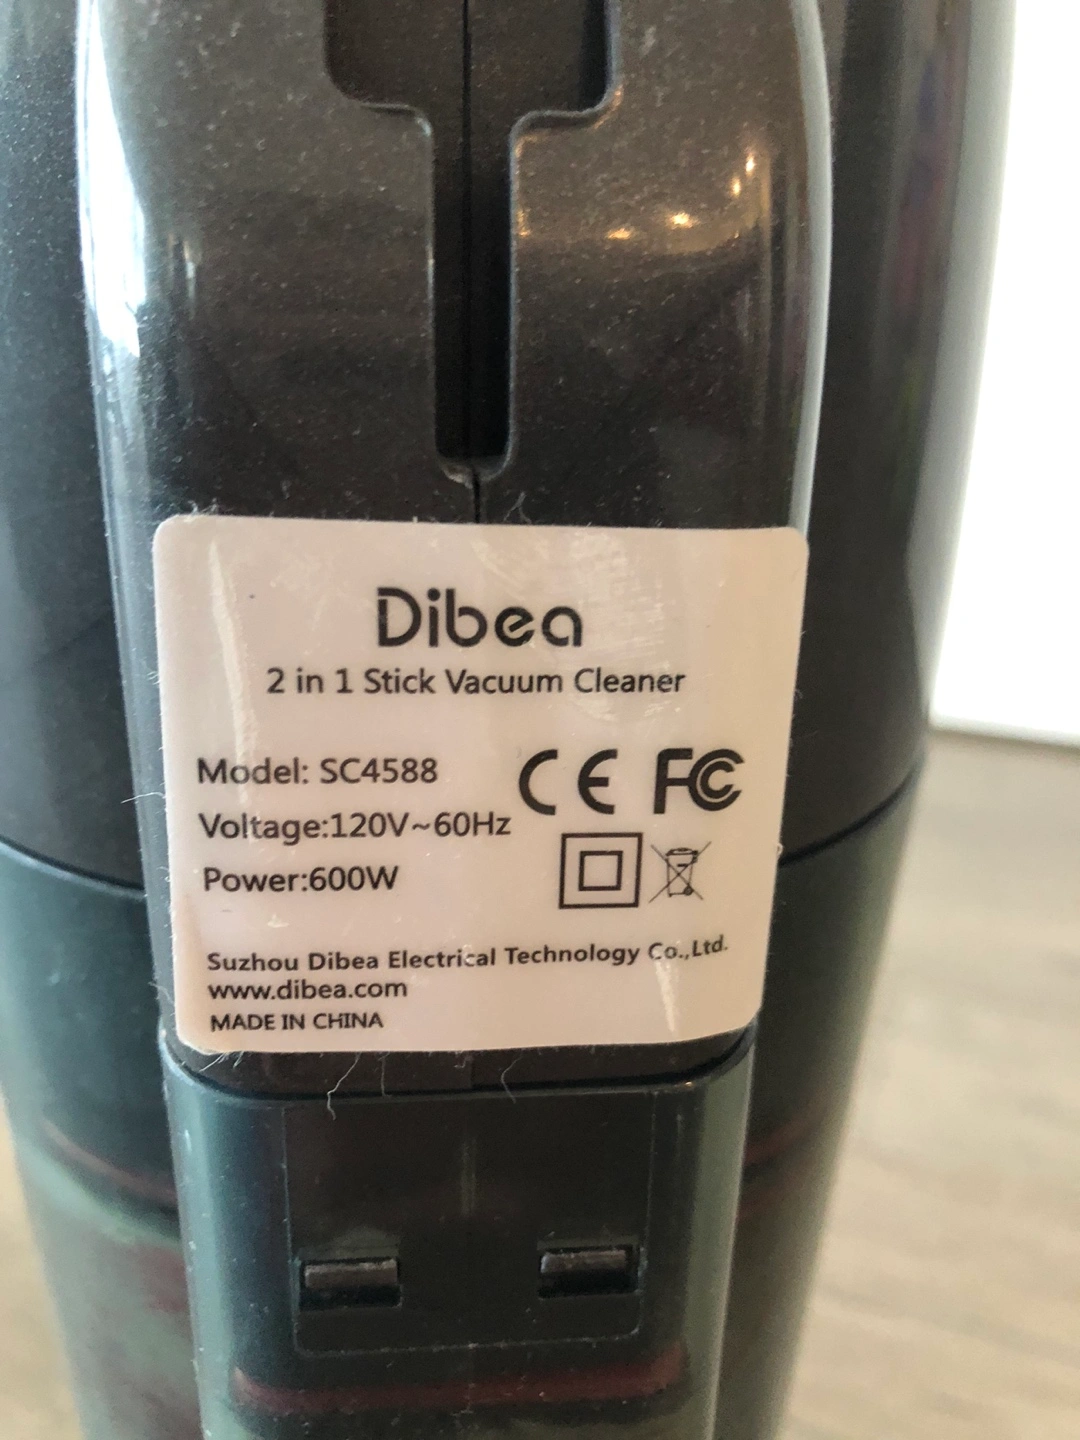 Dibea
2 in 1 Stick Vacuum Cleaner
Model: SC4588
CE FC
Voltage:120V~60Hz
Power:600W
Suzhou Dibea Electrical Technology Co.,Ltd.
www.dibea.com
MADE IN CHINA